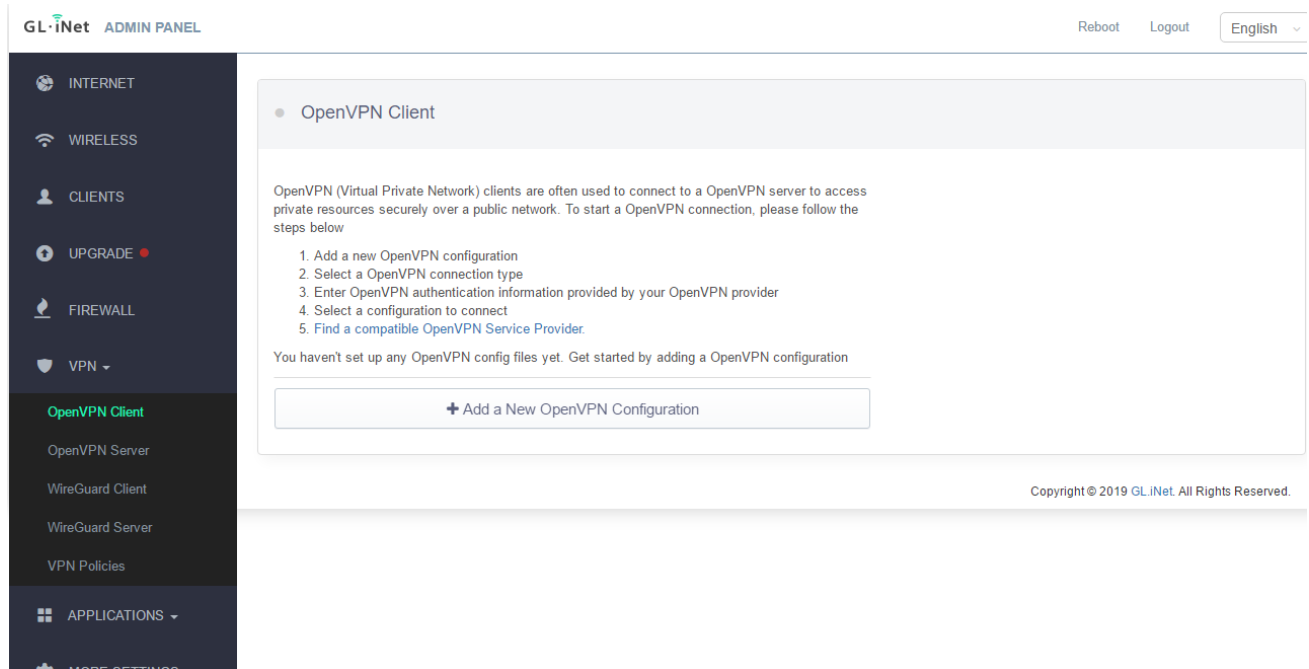 GL·iNet ADMIN PANEL
Reboot
Logout
English
INTERNET
WIRELESS
CLIENTS
UPGRADE
FIREWALL
VPN
OpenVPN Client
OpenVPN Server
WireGuard Client
WireGuard Server
VPN Policies
APPLICATIONS
MORE SETTINGS
OpenVPN Client
OpenVPN (Virtual Private Network) clients are often used to connect to a OpenVPN server to access
private resources securely over a public network. To start a OpenVPN connection, please follow the
steps below
1. Add a new OpenVPN configuration
2. Select a OpenVPN connection type
3. Enter OpenVPN authentication information provided by your OpenVPN provider
4. Select a configuration to connect
5. Find a compatible OpenVPN Service Provider.
You haven't set up any OpenVPN config files yet. Get started by adding a OpenVPN configuration
+ Add a New OpenVPN Configuration
Copyright © 2019 GL.iNet. All Rights Reserved.